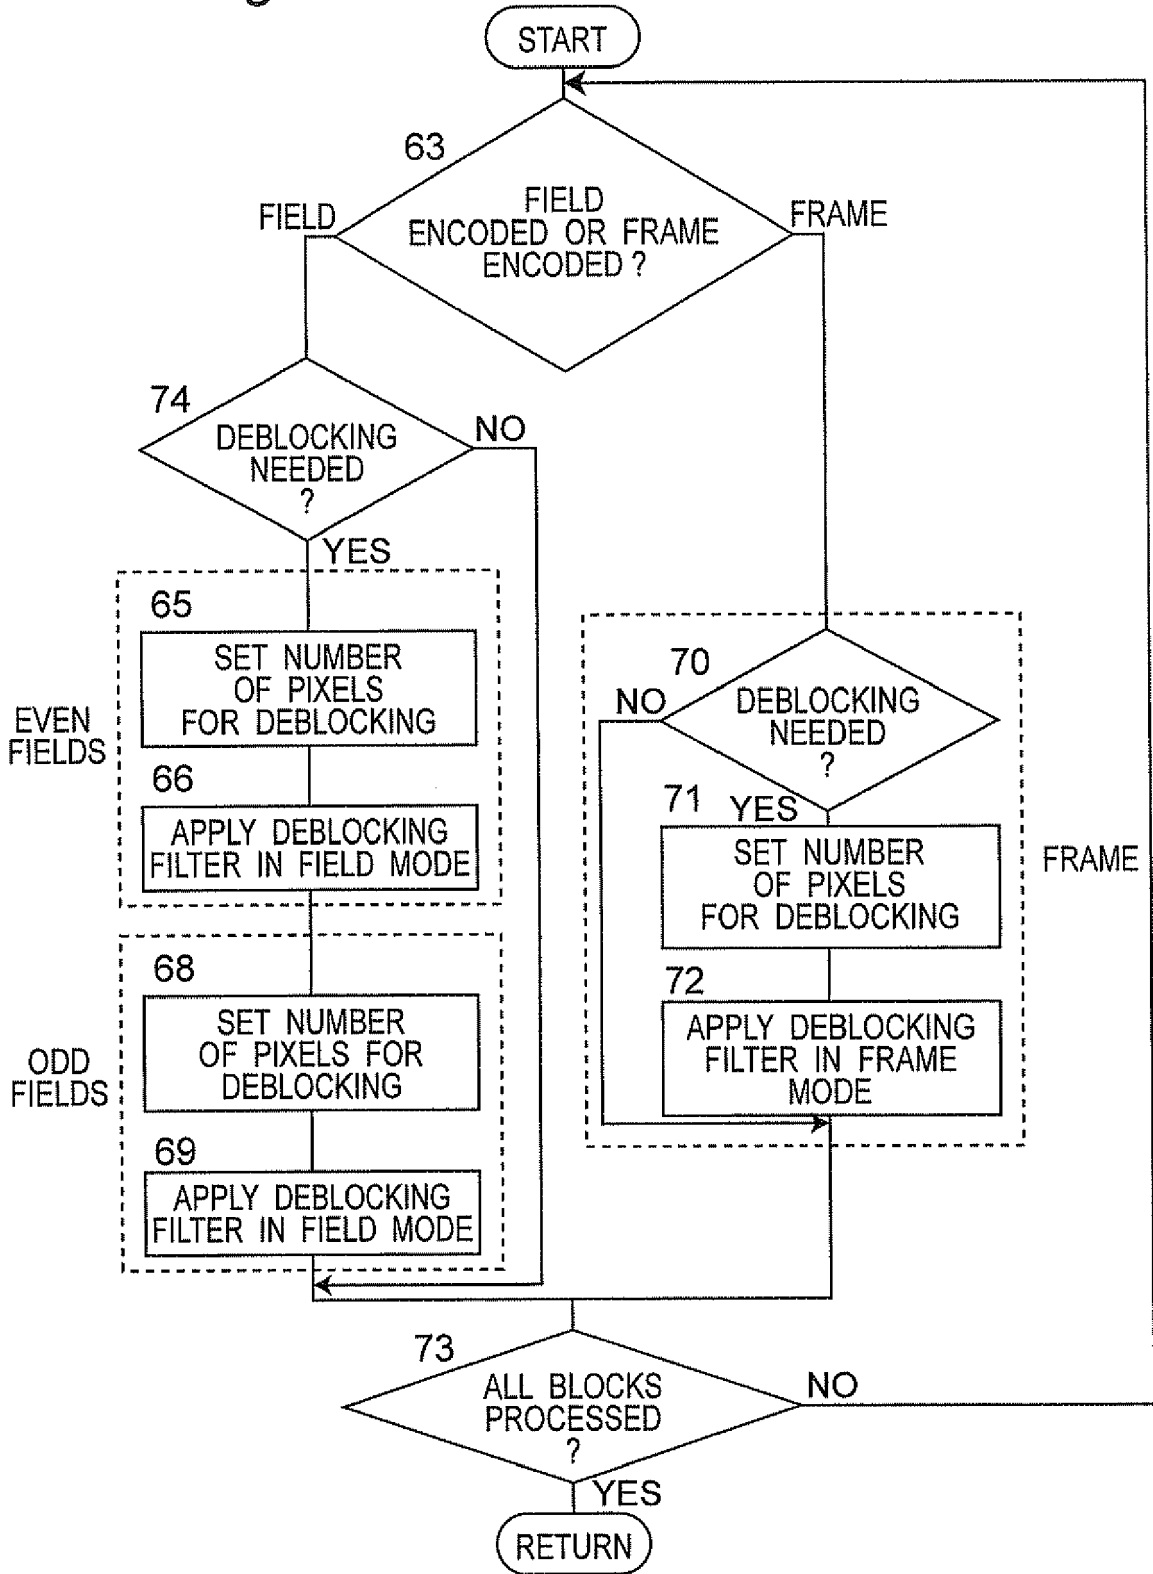 START
63
FIELD
ENCODED OR FRAME
ENCODED ?
FIELD
FRAME
74
DEBLOCKING
NEEDED
?
NO
YES
EVEN
FIELDS
65
SET NUMBER
OF PIXELS
FOR DEBLOCKING
66
APPLY DEBLOCKING
FILTER IN FIELD MODE
ODD
FIELDS
68
SET NUMBER
OF PIXELS FOR
DEBLOCKING
69
APPLY DEBLOCKING
FILTER IN FIELD MODE
70
NO
DEBLOCKING
NEEDED
?
71
YES
SET NUMBER
OF PIXELS
FOR DEBLOCKING
FRAME
72
APPLY DEBLOCKING
FILTER IN FRAME
MODE
73
ALL BLOCKS
PROCESSED
?
NO
YES
RETURN